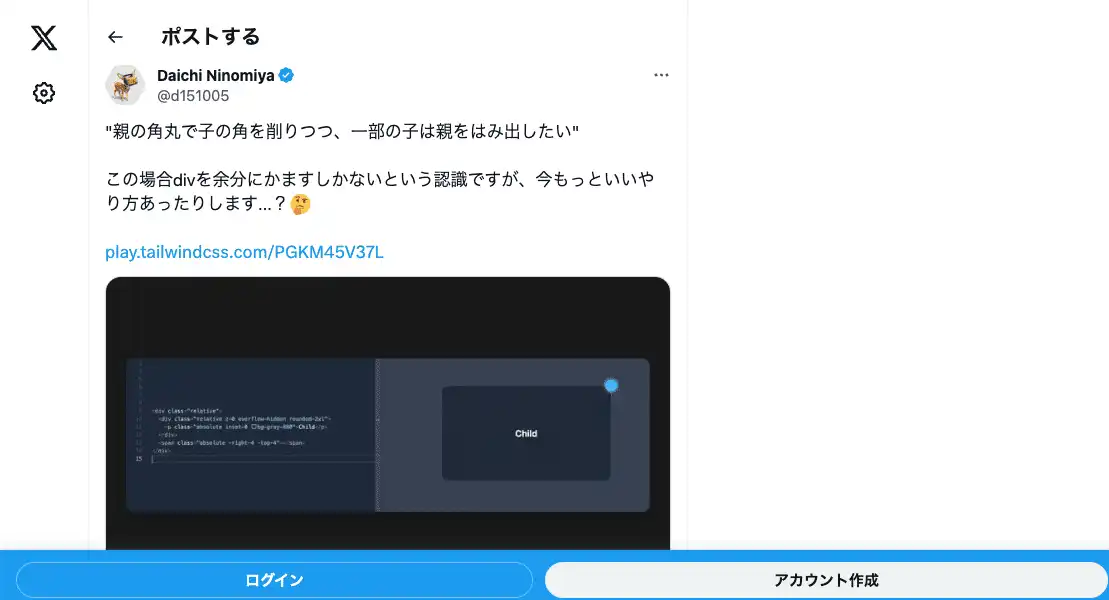 ポストする
Daichi Ninomiya
@d151005
"親の角丸で子の角を削りつつ、一部の子は親をはみ出したい"
この場合divを余分にかますしかないという認識ですが、今もっといいや
り方あったりします...？🤔
play.tailwindcss.com/PGKM45V37L
<div class="relative">
<div class="relative z-0 overflow-hidden rounded-2xl">
<p class="absolute inset-0
Child</p>
</div>
<span class="absolute -right-4 -top-4"></span>
</div>
15
Child
ログイン
アカウント作成